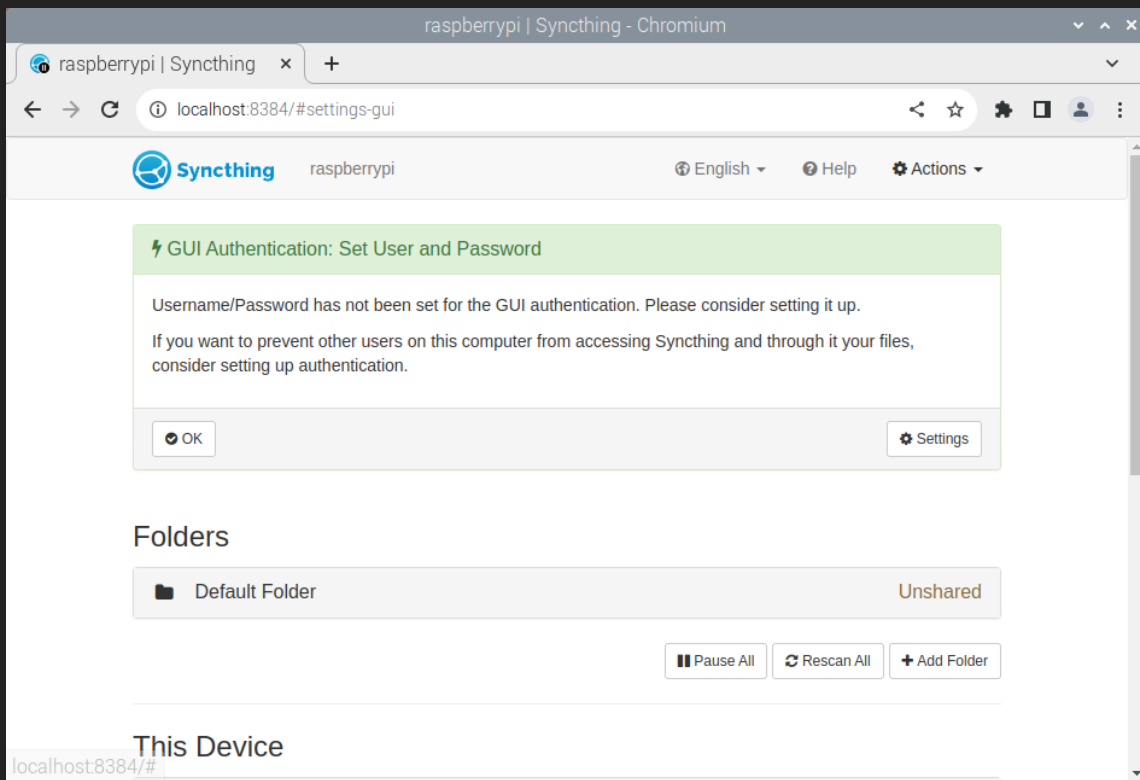 raspberrypi | Syncthing - Chromium
raspberrypi | Syncthing
localhost:8384/#settings-gui
Syncthing raspberrypi English Help Actions
GUI Authentication: Set User and Password
Username/Password has not been set for the GUI authentication. Please consider setting it up.
If you want to prevent other users on this computer from accessing Syncthing and through it your files,
consider setting up authentication.
OK Settings
Folders
Default Folder Unshared
Pause All Rescan All Add Folder
This Device
localhost:8384/#